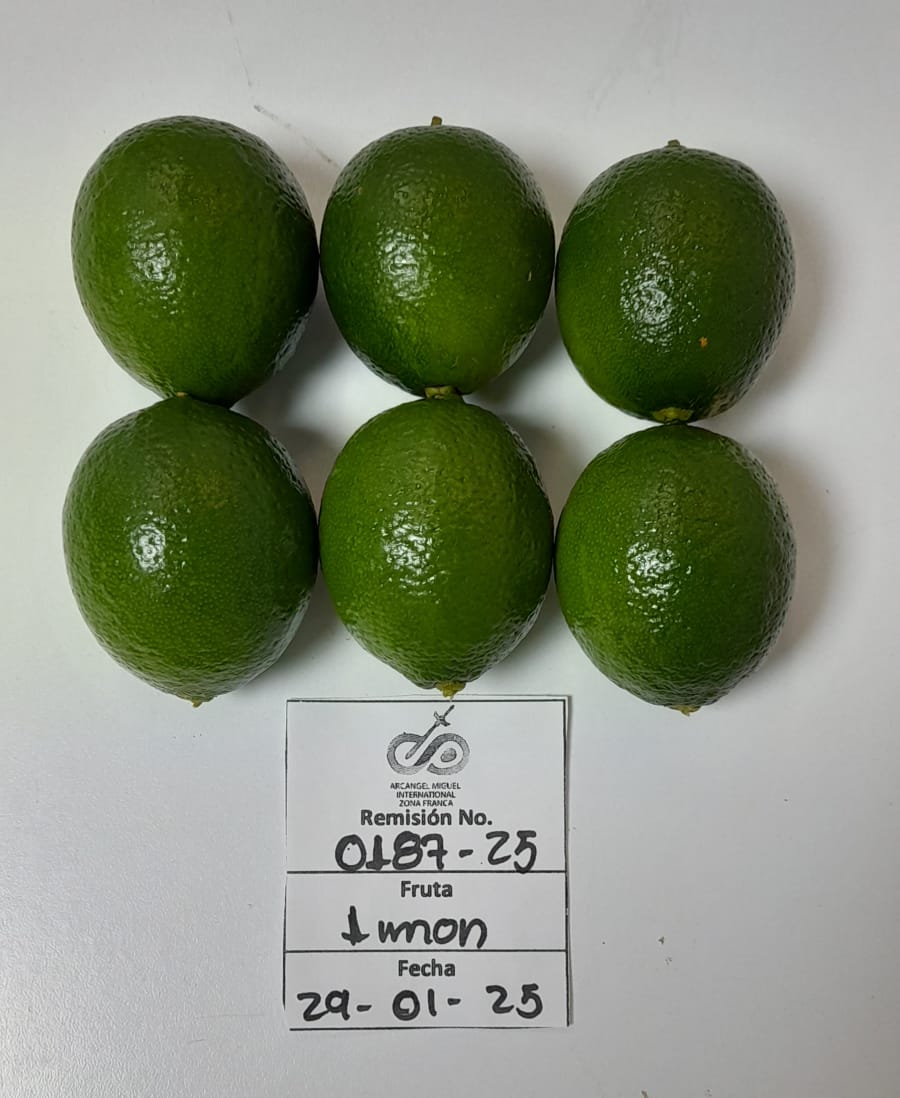 ARCANGEL MIGUEL
INTERNATIONAL
ZONA FRANCA
Remisión No.
0187-25
Fruta
Limon
Fecha
29-01-25